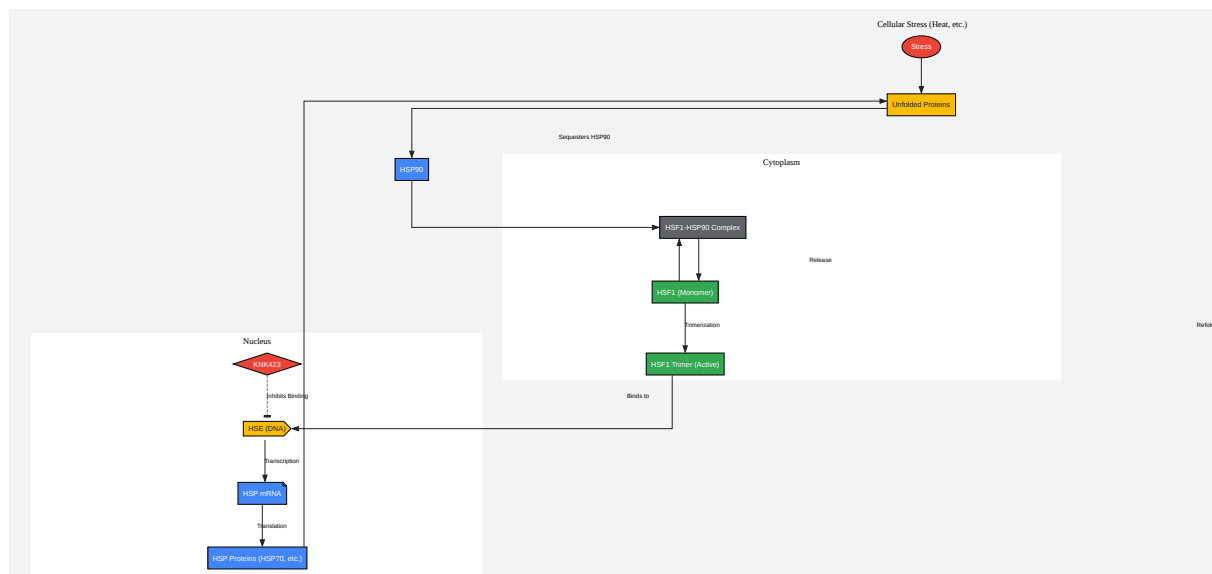 Cellular Stress (Heat, etc.)
Stress
Unfolded Proteins
Sequesters HSP90
Cytoplasm
HSP90
HSF1-HSP90 Complex
Release
HSF1 (Monomer)
Trimerization
Refol
Nucleus
KNK423
HSF1 Trimer (Active)
Inhibits Binding
Binds to
HSE (DNA)
Transcription
HSP mRNA
Translation
HSP Proteins (HSP70, etc.)